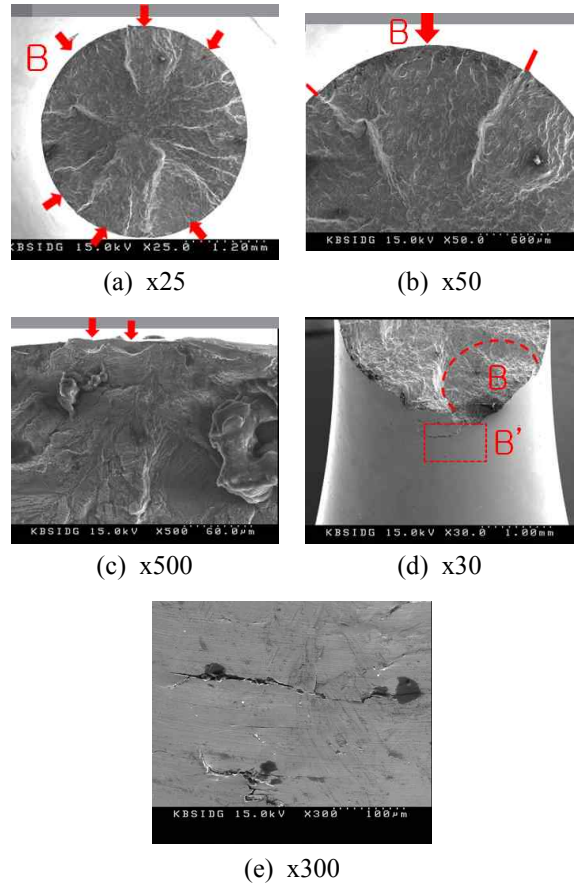 B
KBSIDG 15.0kV X25.0 1.20mm
(a) x25
B
KBSIDG 15.0kV X50.0 600μm
(b) x50
KBSIDG 15.0kV X500 60.0μm
(c) x500
B
B'
KBSIDG 15.0kV X30.0 1.00mm
(d) x30
KBSIDG 15.0kV X300 100μm
(e) x300